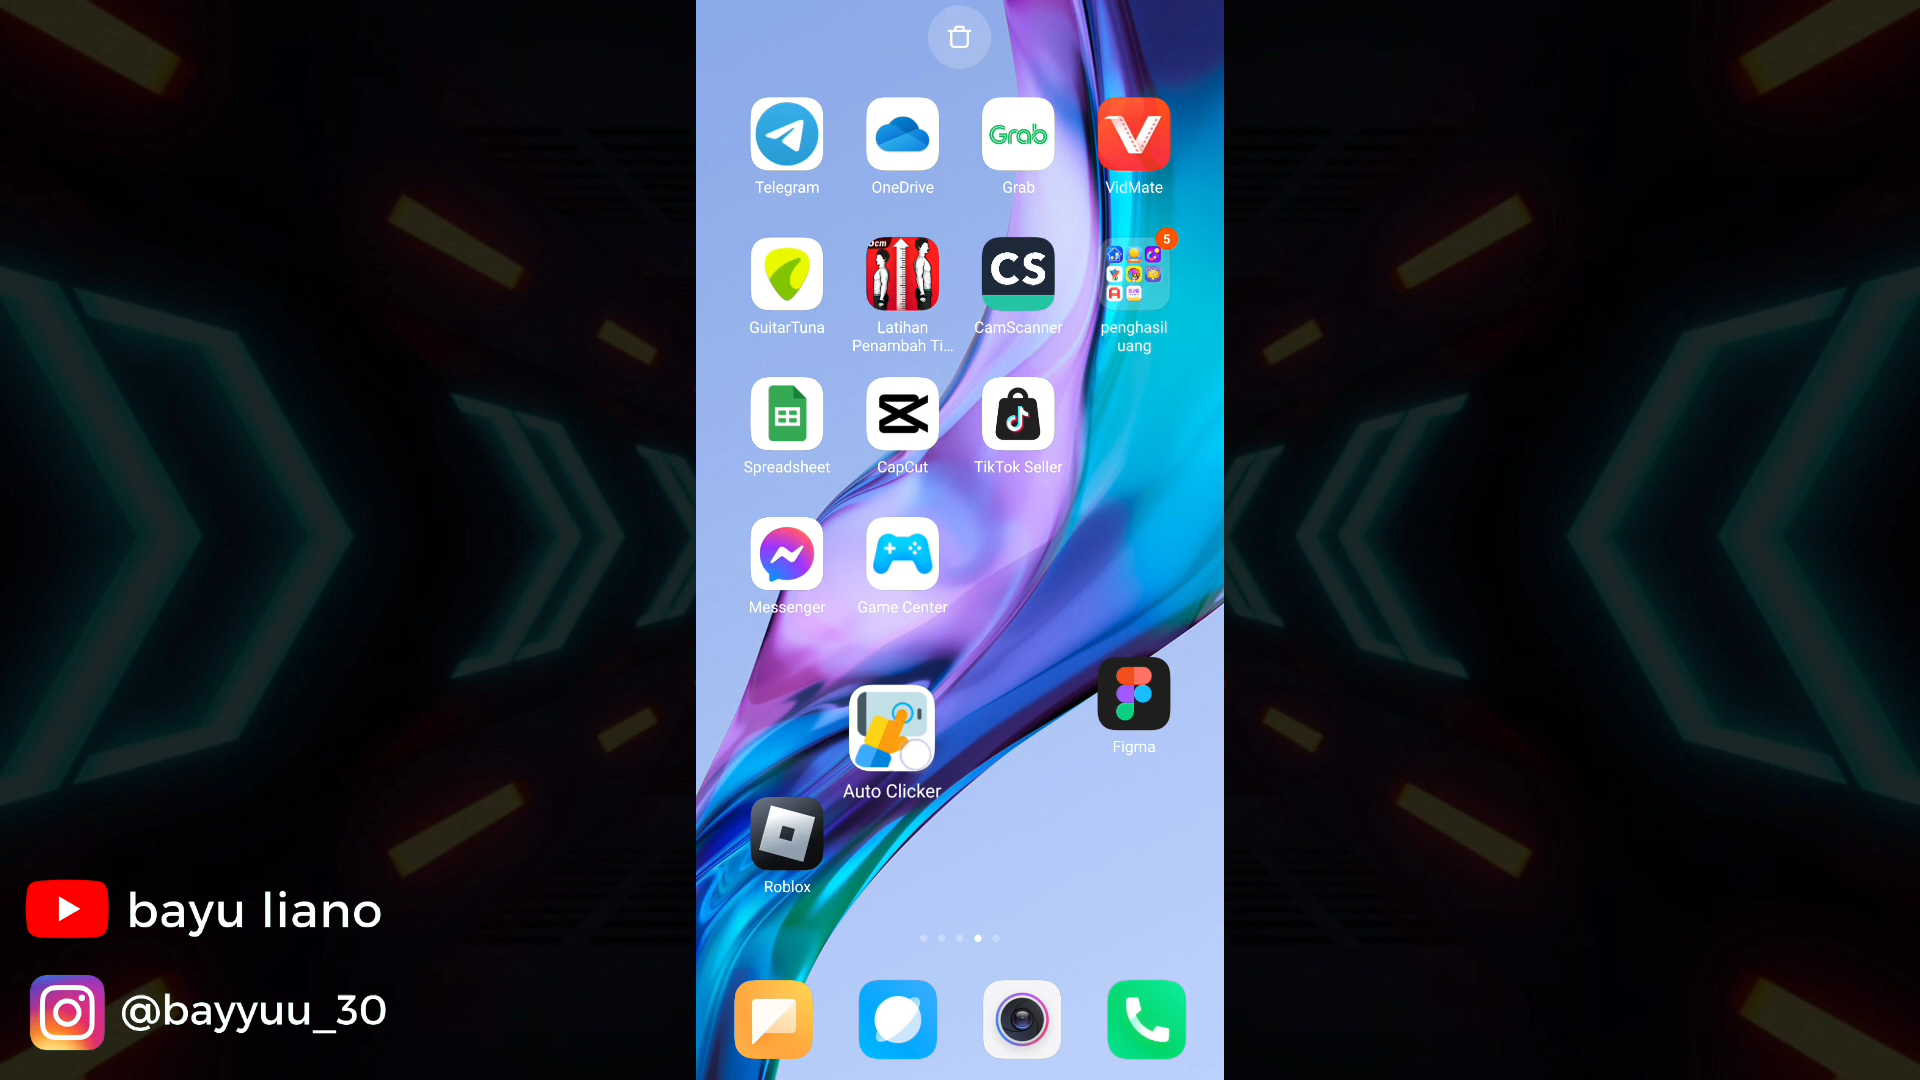 Telegram
OneDrive
Grab
Grab
VidMate
GuitarTuna
5cm
Latihan
Penambah Ti...
CS
CamScanner
5
penghasil
uang
Spreadsheet
CapCut
TikTok Seller
Messenger
Game Center
Auto Clicker
Figma
Roblox
bayu liano
@bayyuu_30